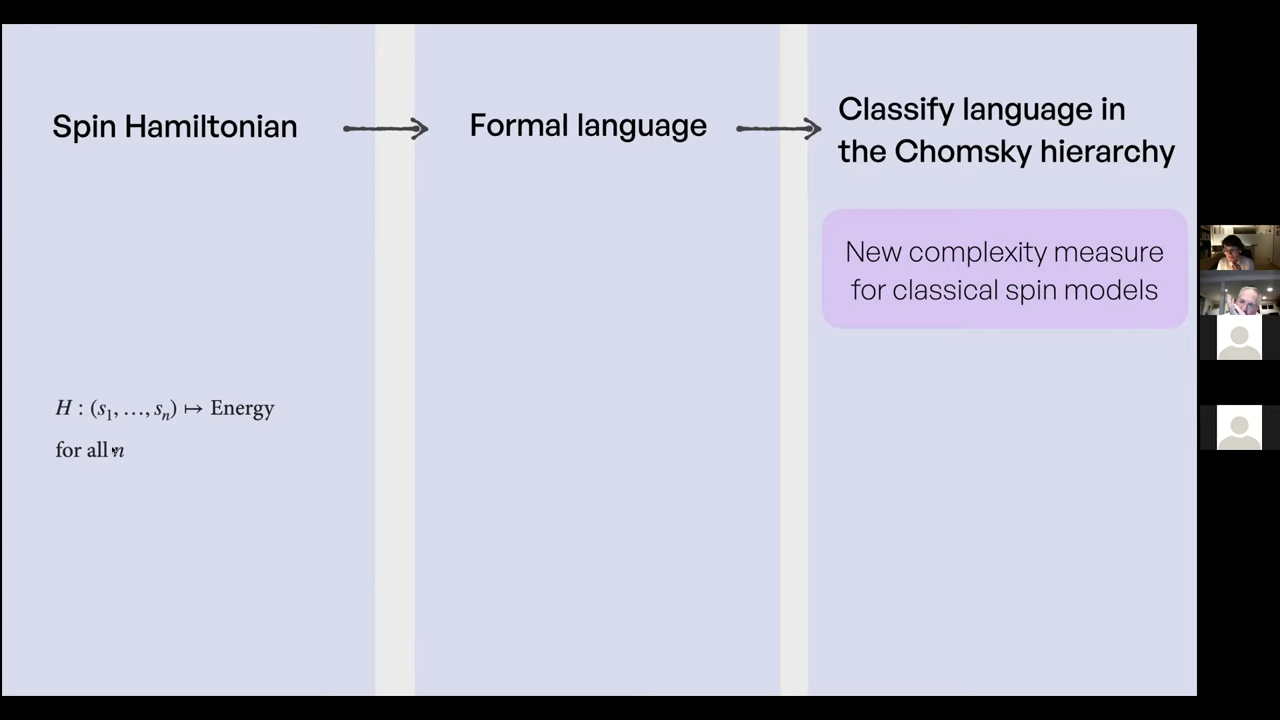 Spin Hamiltonian
Formal language
Classify language in
the Chomsky hierarchy
New complexity measure
for classical spin models
H : (s₁, …, sₙ) ↦ Energy
for all n